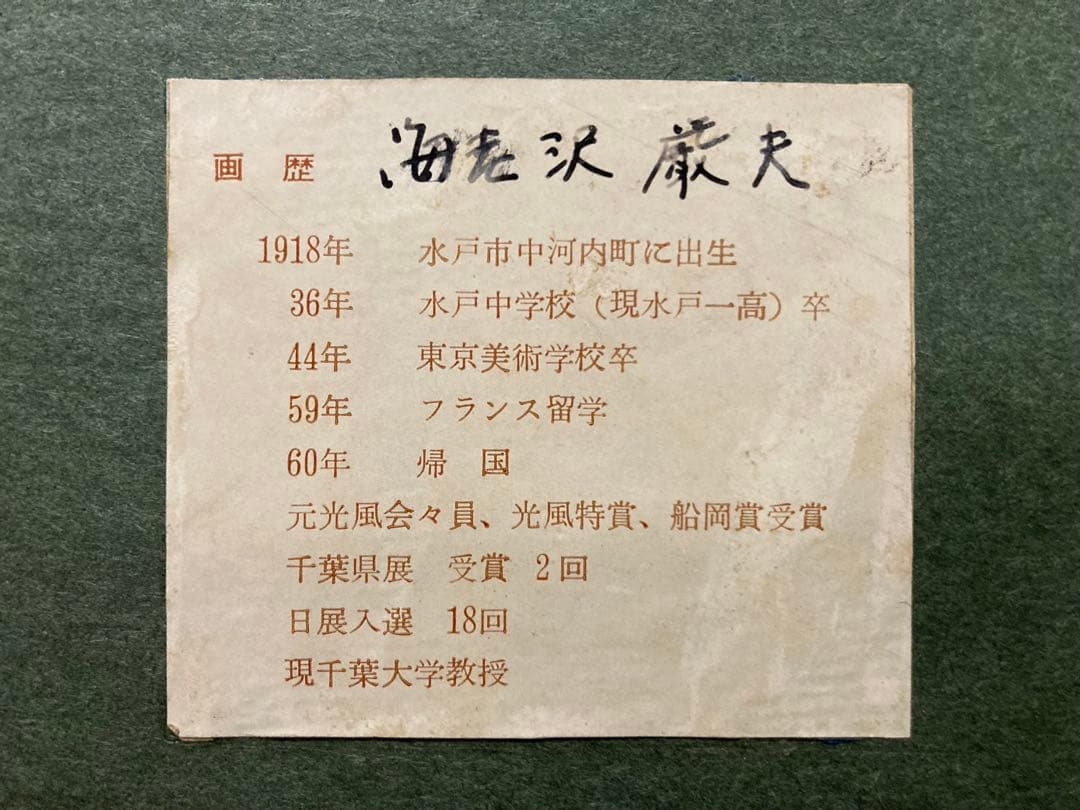 画歴 海老沢 巌夫
1918年 水戸市中河内町に出生
36年 水戸中学校（現水戸一高）卒
44年 東京美術学校卒
59年 フランス留学
60年 帰国
元光風会々員、光風特賞、船岡賞受賞
千葉県展 受賞 2回
日展入選 18回
現千葉大学教授